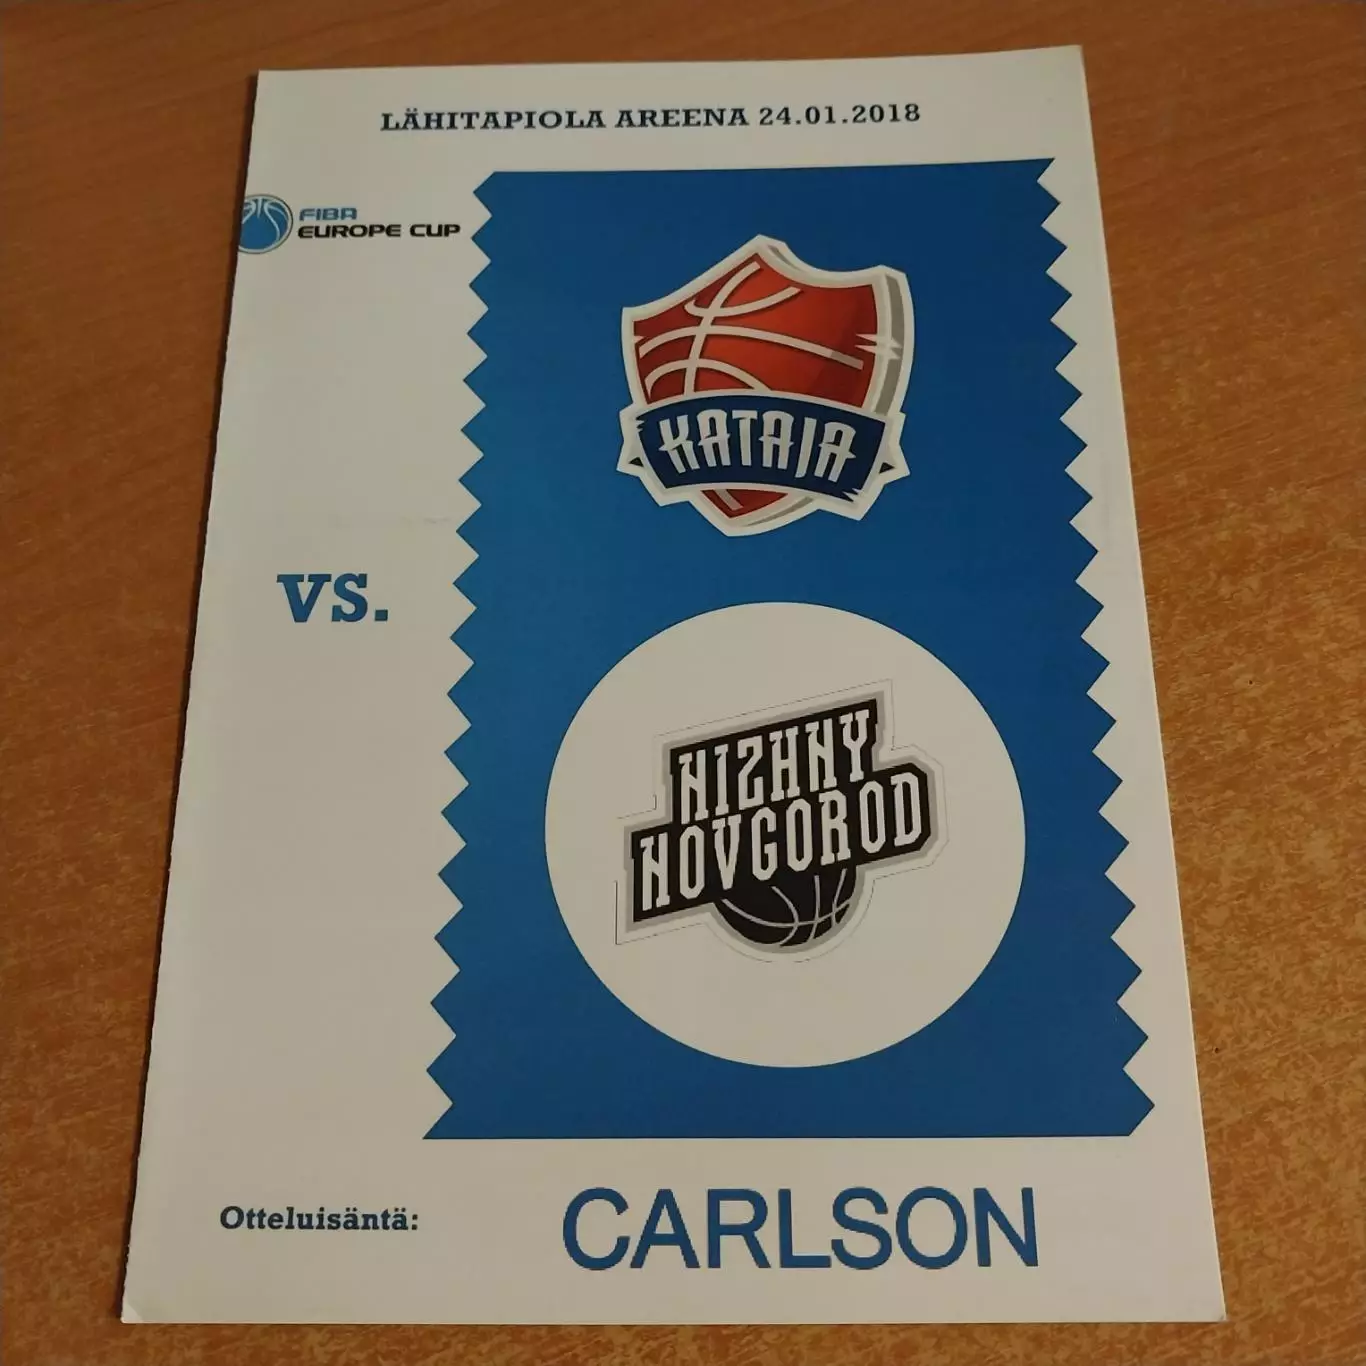 LÄHITAPIOLA AREENA 24.01.2018
FIBA
EUROPE CUP
KATAJA
VS.
NIZHNY
NOVGOROD
Otteluisäntä:
CARLSON